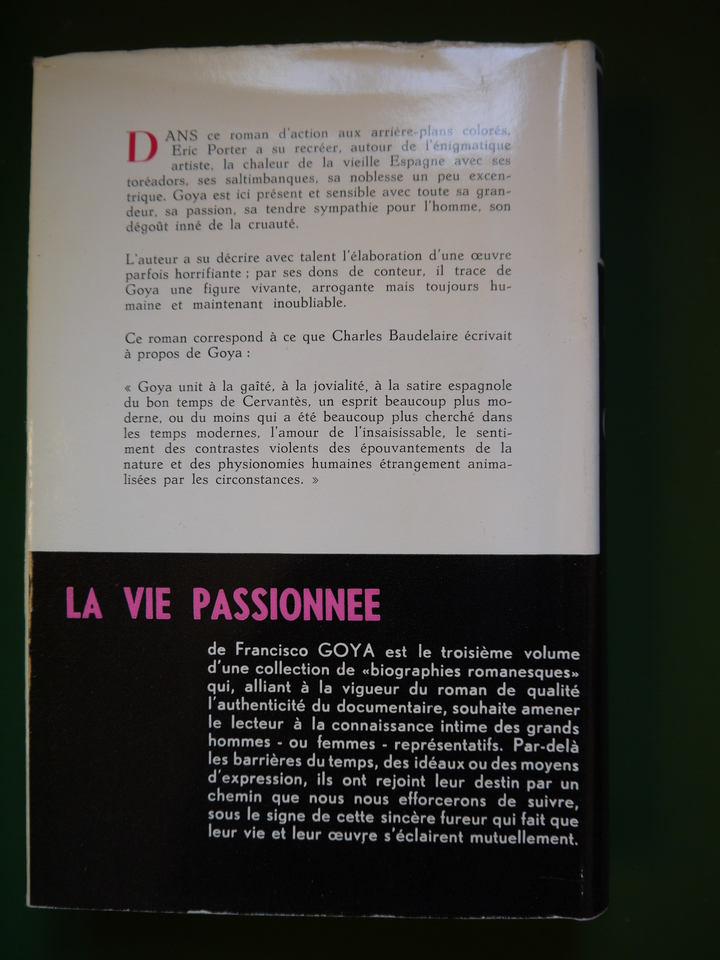 DANS ce roman d'action aux arrière-plans colorés,
Eric Porter a su recréer, autour de l'énigmatique
artiste, la chaleur de la vieille Espagne avec ses
toréadors, ses saltimbanques, sa noblesse un peu excen-
trique. Goya est ici présent et sensible avec toute sa gran-
deur, sa passion, sa tendre sympathie pour l'homme, son
dégoût inné de la cruauté.
L'auteur a su décrire avec talent l'élaboration d'une œuvre
parfois horrifiante ; par ses dons de conteur, il trace de
Goya une figure vivante, arrogante mais toujours hu-
maine et maintenant inoubliable.
Ce roman correspond à ce que Charles Baudelaire écrivait
à propos de Goya :
« Goya unit à la gaîté, à la jovialité, à la satire espagnole
du bon temps de Cervantès, un esprit beaucoup plus mo-
derne, ou du moins qui a été beaucoup plus cherché dans
les temps modernes, l'amour de l'insaisissable, le senti-
ment des contrastes violents des épouvantements de la
nature et des physionomies humaines étrangement anima-
lisées par les circonstances. »
LA VIE PASSIONNEE
de Francisco GOYA est le troisième volume
d'une collection de «biographies romanesques»
qui, alliant à la vigueur du roman de qualité
l'authenticité du documentaire, souhaite amener
le lecteur à la connaissance intime des grands
hommes - ou femmes - représentatifs. Par-delà
les barrières du temps, des idéaux ou des moyens
d'expression, ils ont rejoint leur destin par un
chemin que nous nous efforcerons de suivre,
sous le signe de cette sincère fureur qui fait que
leur vie et leur œuvre s'éclairent mutuellement.